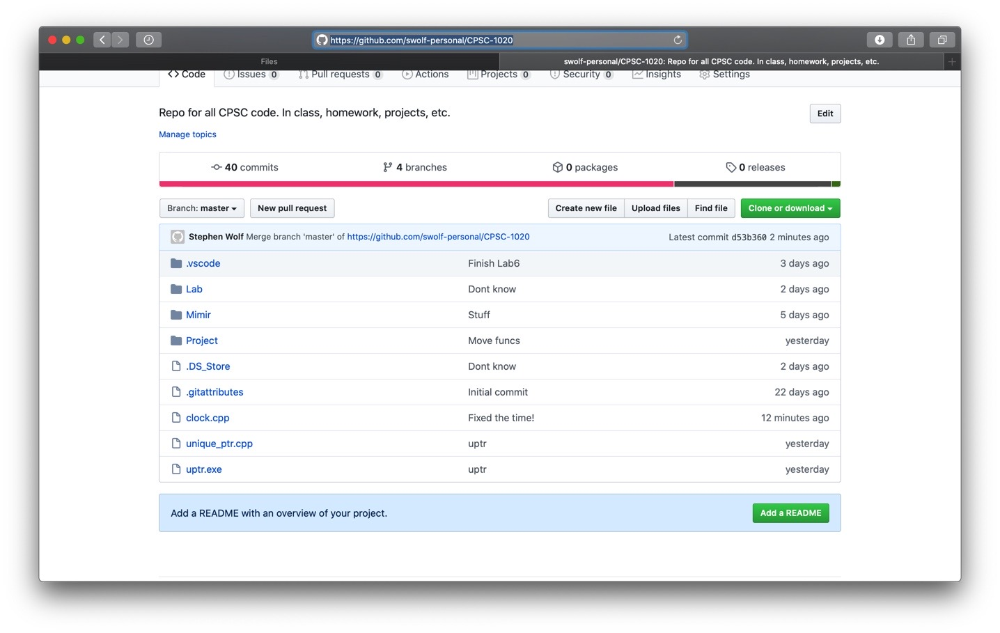 https://github.com/swolf-personal/CPSC-1020
Files
swolf-personal/CPSC-1020: Repo for all CPSC code. In class, homework, projects, etc.
Code Issues 0 Pull requests 0 Actions Projects 0 Security 0 Insights Settings
Repo for all CPSC code. In class, homework, projects, etc. Edit
Manage topics
40 commits 4 branches 0 packages 0 releases
Branch: master New pull request Create new file Upload files Find file Clone or download
Stephen Wolf Merge branch 'master' of https://github.com/swolf-personal/CPSC-1020 Latest commit d53b360 2 minutes ago
.vscode Finish Lab6 3 days ago
Lab Dont know 2 days ago
Mimir Stuff 5 days ago
Project Move funcs yesterday
.DS_Store Dont know 2 days ago
.gitattributes Initial commit 22 days ago
clock.cpp Fixed the time! 12 minutes ago
unique_ptr.cpp uptr yesterday
uptr.exe uptr yesterday
Add a README with an overview of your project. Add a README